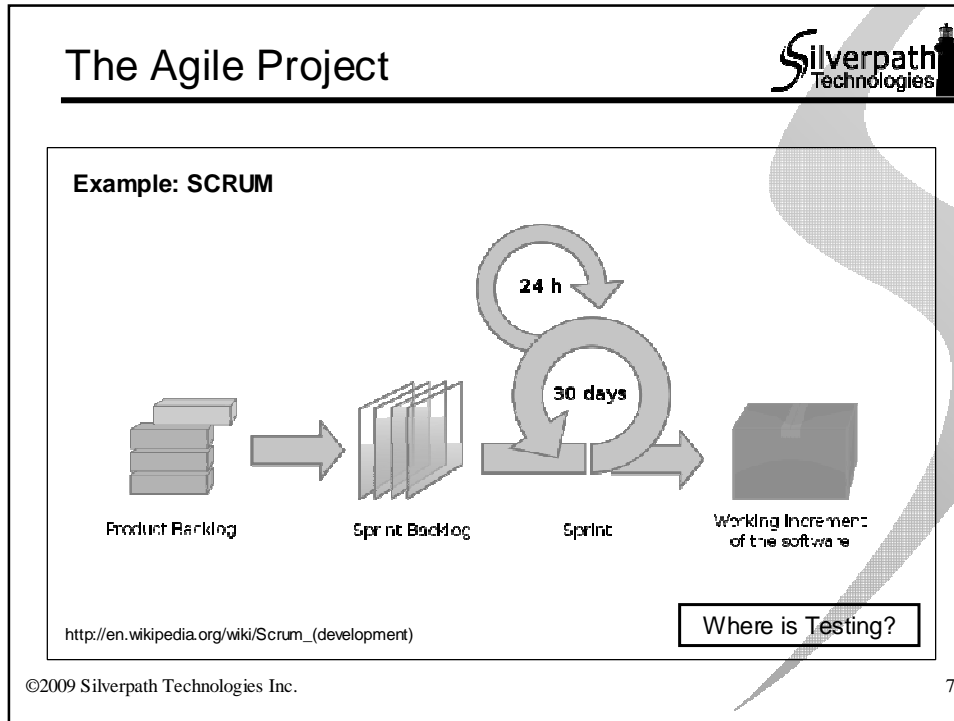 The Agile Project
Silverpath
Technologies
Example: SCRUM
24 h
30 days
Product Backlog
Sprint Backlog
Sprint
Working Increment
of the software
http://en.wikipedia.org/wiki/Scrum_(development)
Where is Testing?
©2009 Silverpath Technologies Inc.
7